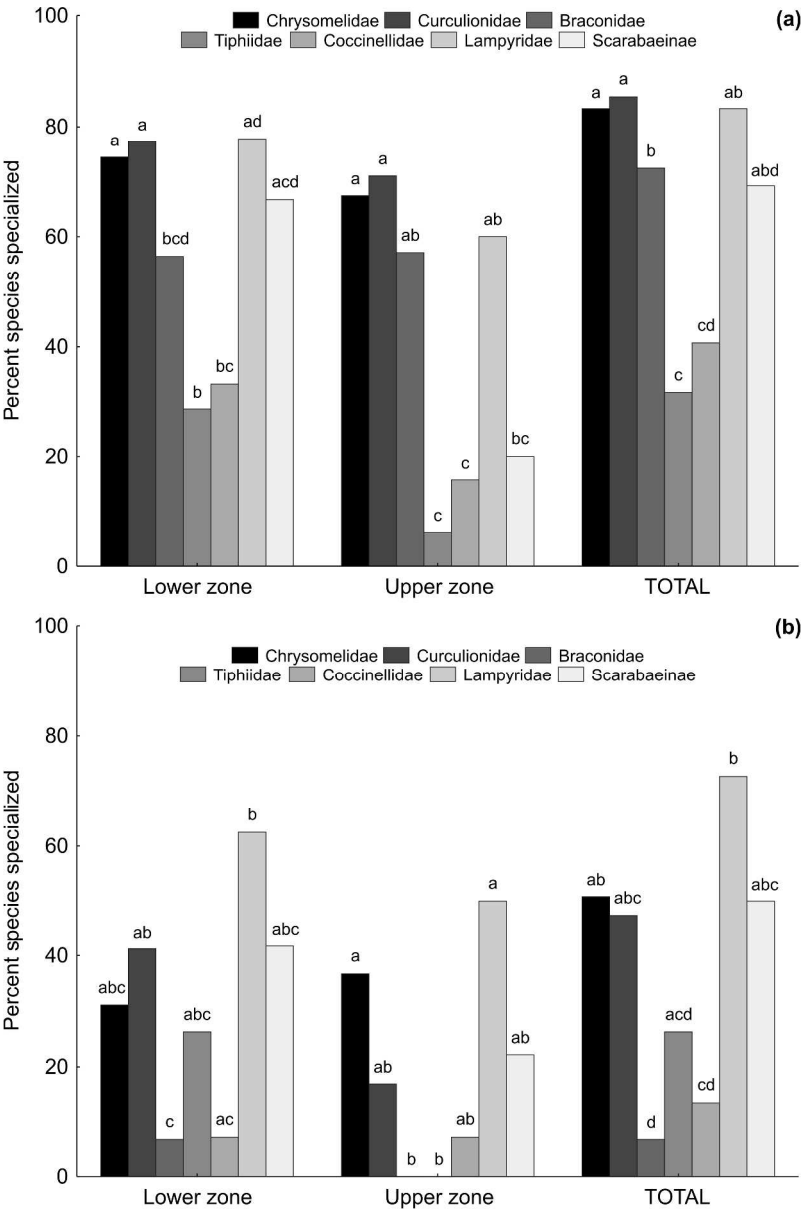 (a)
Chrysomelidae Curculionidae Braconidae
Tiphiidae Coccinellidae Lampyridae Scarabaeinae
Percent species specialized
100
80
60
40
20
0
a a bcd b bc ad acd
a a ab c c ab bc
a a b c cd ab abd
Lower zone Upper zone TOTAL
(b)
Chrysomelidae Curculionidae Braconidae
Tiphiidae Coccinellidae Lampyridae Scarabaeinae
Percent species specialized
100
80
60
40
20
0
abc ab c abc ac b abc
a ab b b ab a ab
ab abc d acd cd b abc
Lower zone Upper zone TOTAL